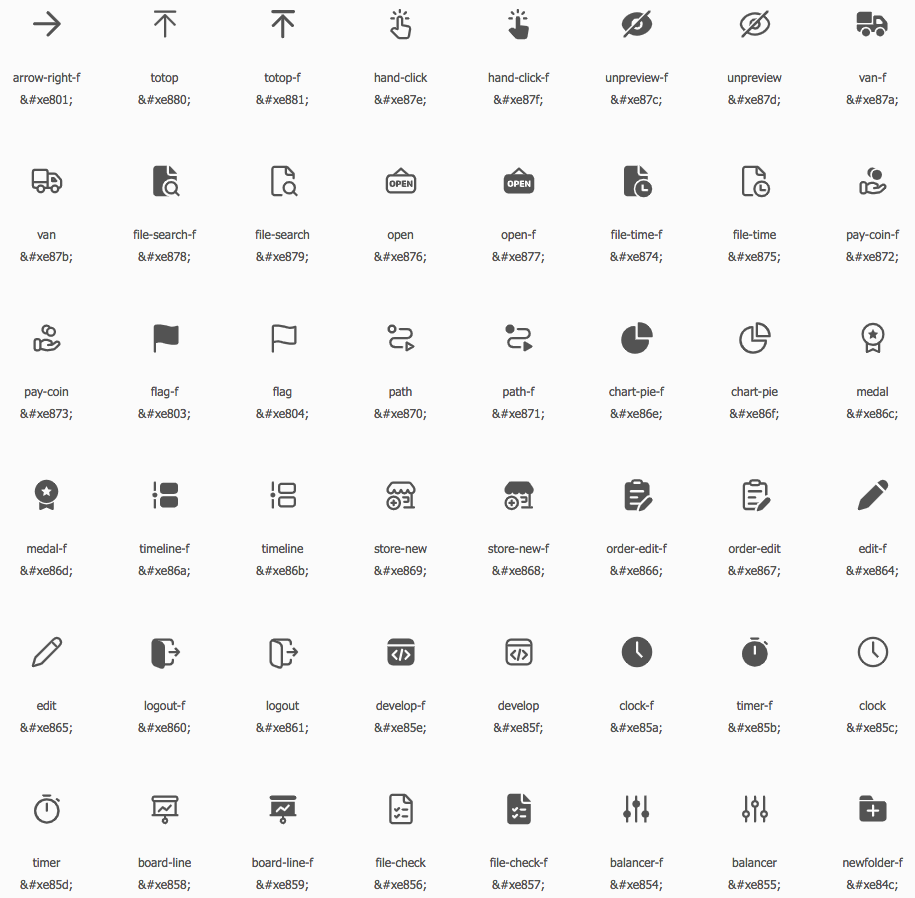 arrow-right-f totop totop-f hand-click hand-click-f unpreview-f unpreview van-f
&#xe801; &#xe880; &#xe881; &#xe87e; &#xe87f; &#xe87c; &#xe87d; &#xe87a;
OPEN OPEN
van file-search-f file-search open open-f file-time-f file-time pay-coin-f
&#xe87b; &#xe878; &#xe879; &#xe876; &#xe877; &#xe874; &#xe875; &#xe872;
pay-coin flag-f flag path path-f chart-pie-f chart-pie medal
&#xe873; &#xe803; &#xe804; &#xe870; &#xe871; &#xe86e; &#xe86f; &#xe86c;
medal-f timeline-f timeline store-new store-new-f order-edit-f order-edit edit-f
&#xe86d; &#xe86a; &#xe86b; &#xe869; &#xe868; &#xe866; &#xe867; &#xe864;
edit logout-f logout develop-f develop clock-f timer-f clock
&#xe865; &#xe860; &#xe861; &#xe85e; &#xe85f; &#xe85a; &#xe85b; &#xe85c;
timer board-line board-line-f file-check file-check-f balancer-f balancer newfolder-f
&#xe85d; &#xe858; &#xe859; &#xe856; &#xe857; &#xe854; &#xe855; &#xe84c;